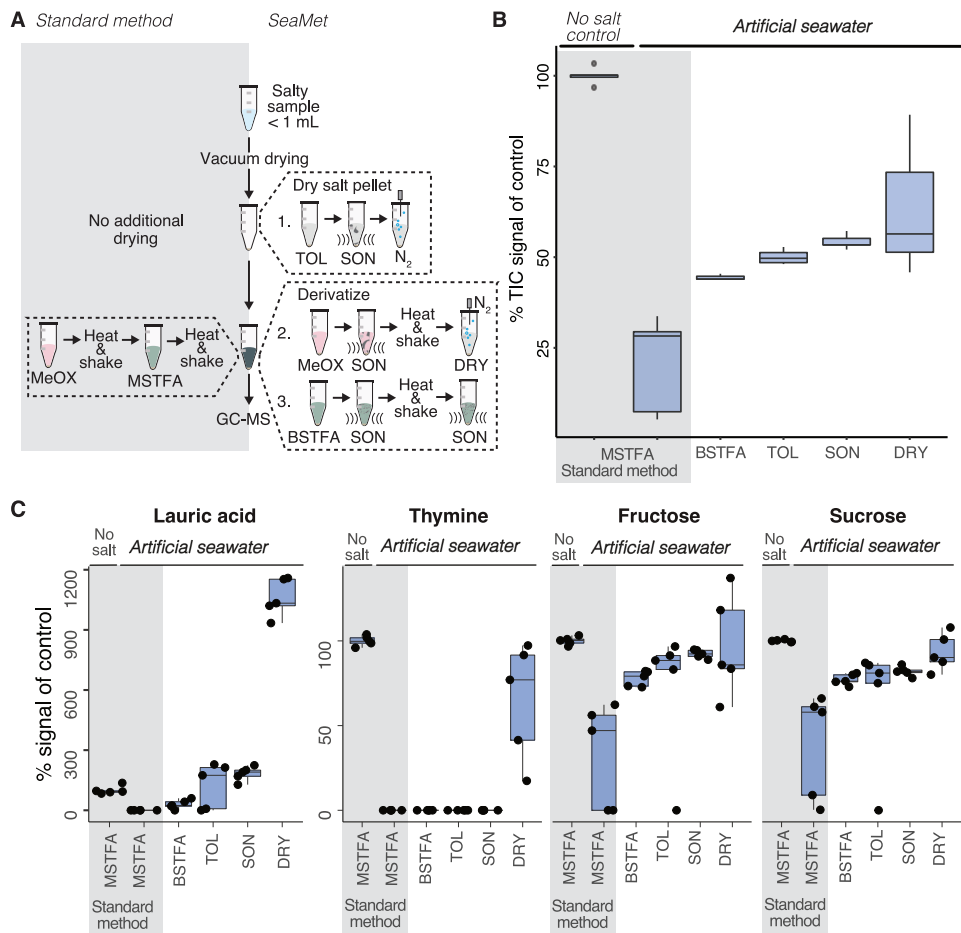 A
Standard method
SeaMet
Salty
sample
< 1 mL
Vacuum drying
No additional
drying
Dry salt pellet
1.
TOL
SON
N2
Derivatize
2.
N2
Heat
&
shake
MeOX
SON
DRY
3.
Heat
&
shake
BSTFA
SON
SON
Heat
&
shake
Heat
&
shake
MeOX
MSTFA
GC-MS
B
No salt
control
Artificial seawater
% TIC signal of control
100
75
50
25
MSTFA
Standard method
BSTFA
TOL
SON
DRY
C
Lauric acid
No
salt
Artificial seawater
% signal of control
1200
900
600
300
0
MSTFA
MSTFA
BSTFA
TOL
SON
DRY
Standard
method
Thymine
No
salt
Artificial seawater
100
50
0
MSTFA
MSTFA
BSTFA
TOL
SON
DRY
Standard
method
Fructose
No
salt
Artificial seawater
MSTFA
MSTFA
BSTFA
TOL
SON
DRY
Standard
method
Sucrose
No
salt
Artificial seawater
MSTFA
MSTFA
BSTFA
TOL
SON
DRY
Standard
method